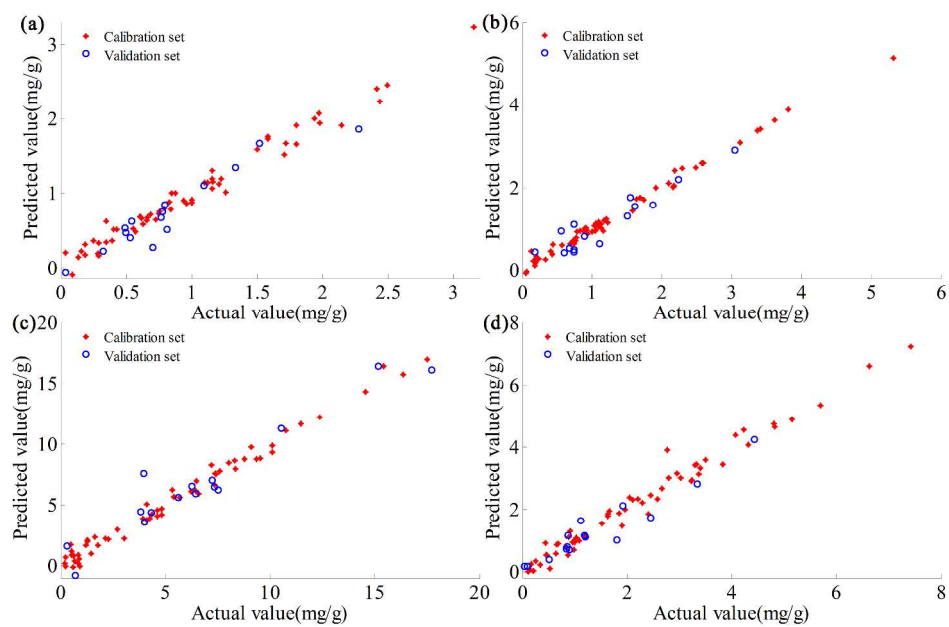 (a)
Calibration set
Validation set
3
2
1
0
Predicted value(mg/g)
0 0.5 1 1.5 2 2.5 3
Actual value(mg/g)
(b)
Calibration set
Validation set
6
4
2
0
Predicted value(mg/g)
0 1 2 3 4 5 6
Actual value(mg/g)
(c)
Calibration set
Validation set
20
15
10
5
0
Predicted value(mg/g)
0 5 10 15 20
Actual value(mg/g)
(d)
Calibration set
Validation set
8
6
4
2
0
Predicted value(mg/g)
0 2 4 6 8
Actual value(mg/g)